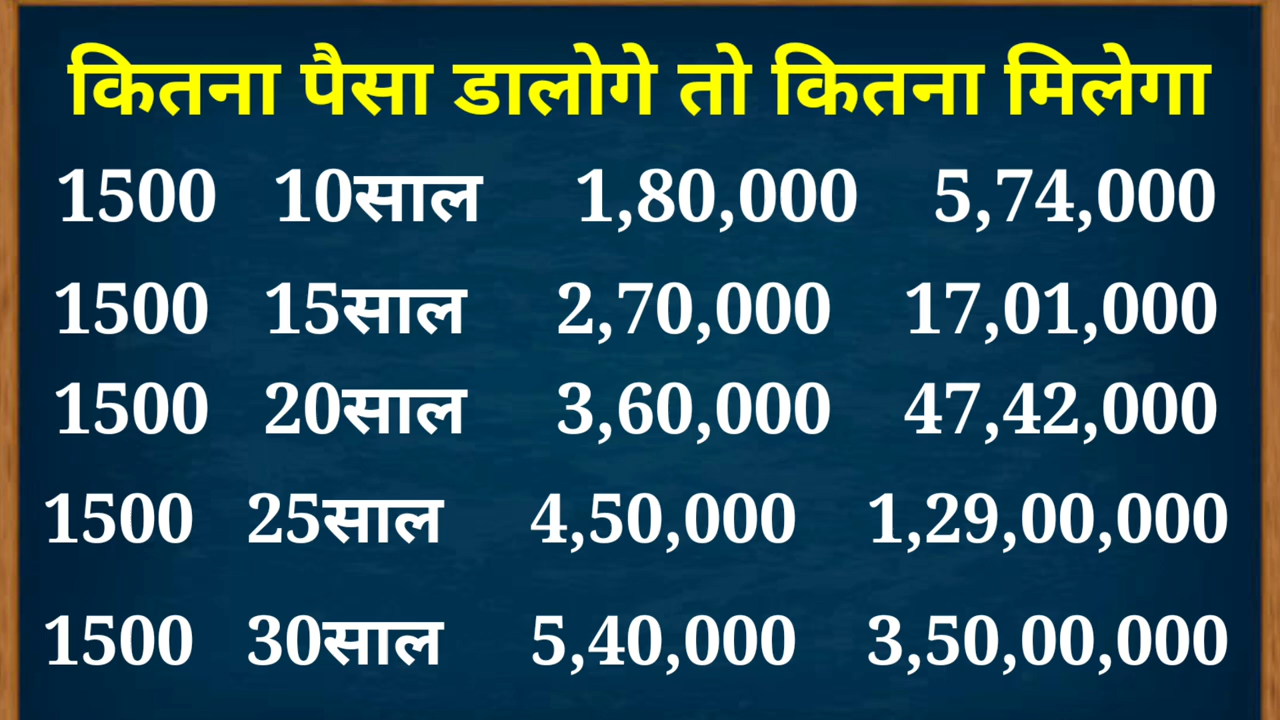 कितना पैसा डालोगे तो कितना मिलेगा
1500 10साल 1,80,000 5,74,000
1500 15साल 2,70,000 17,01,000
1500 20साल 3,60,000 47,42,000
1500 25साल 4,50,000 1,29,00,000
1500 30साल 5,40,000 3,50,00,000